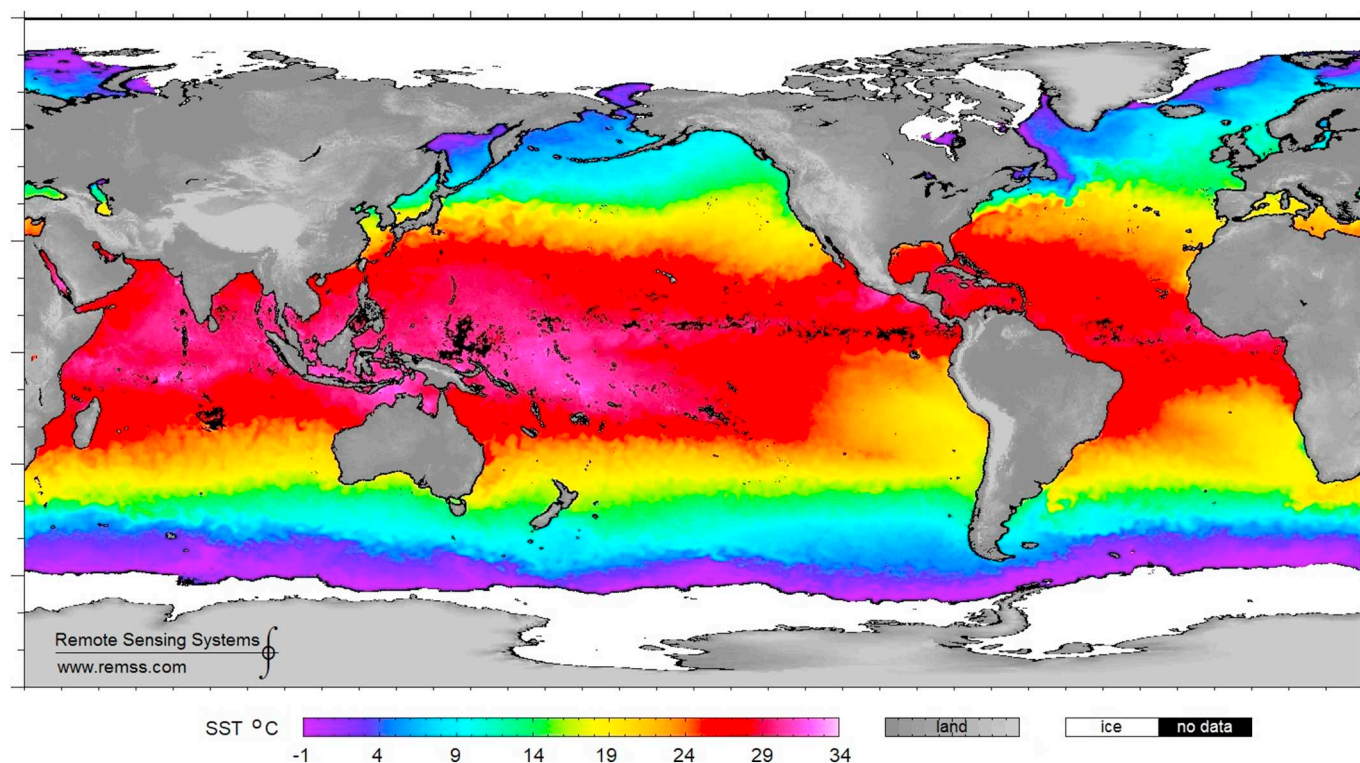 Remote Sensing Systems
www.remss.com
SST °C
-1 4 9 14 19 24 29 34
land
ice
no data